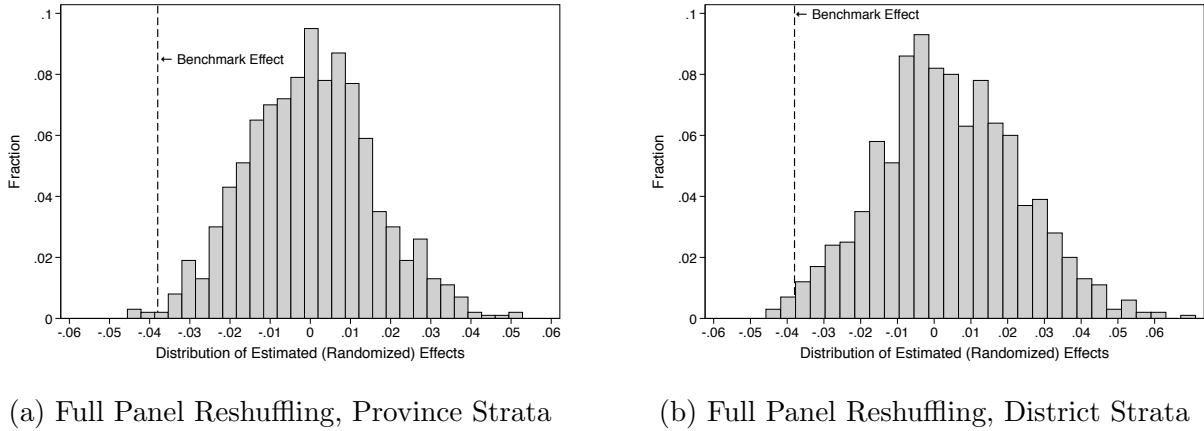 .1
.08
.06
.04
.02
0
Fraction
← Benchmark Effect
-.06 -.05 -.04 -.03 -.02 -.01 0 .01 .02 .03 .04 .05 .06
Distribution of Estimated (Randomized) Effects
(a) Full Panel Reshuffling, Province Strata
.1
.08
.06
.04
.02
0
Fraction
← Benchmark Effect
-.06 -.05 -.04 -.03 -.02 -.01 0 .01 .02 .03 .04 .05 .06
Distribution of Estimated (Randomized) Effects
(b) Full Panel Reshuffling, District Strata